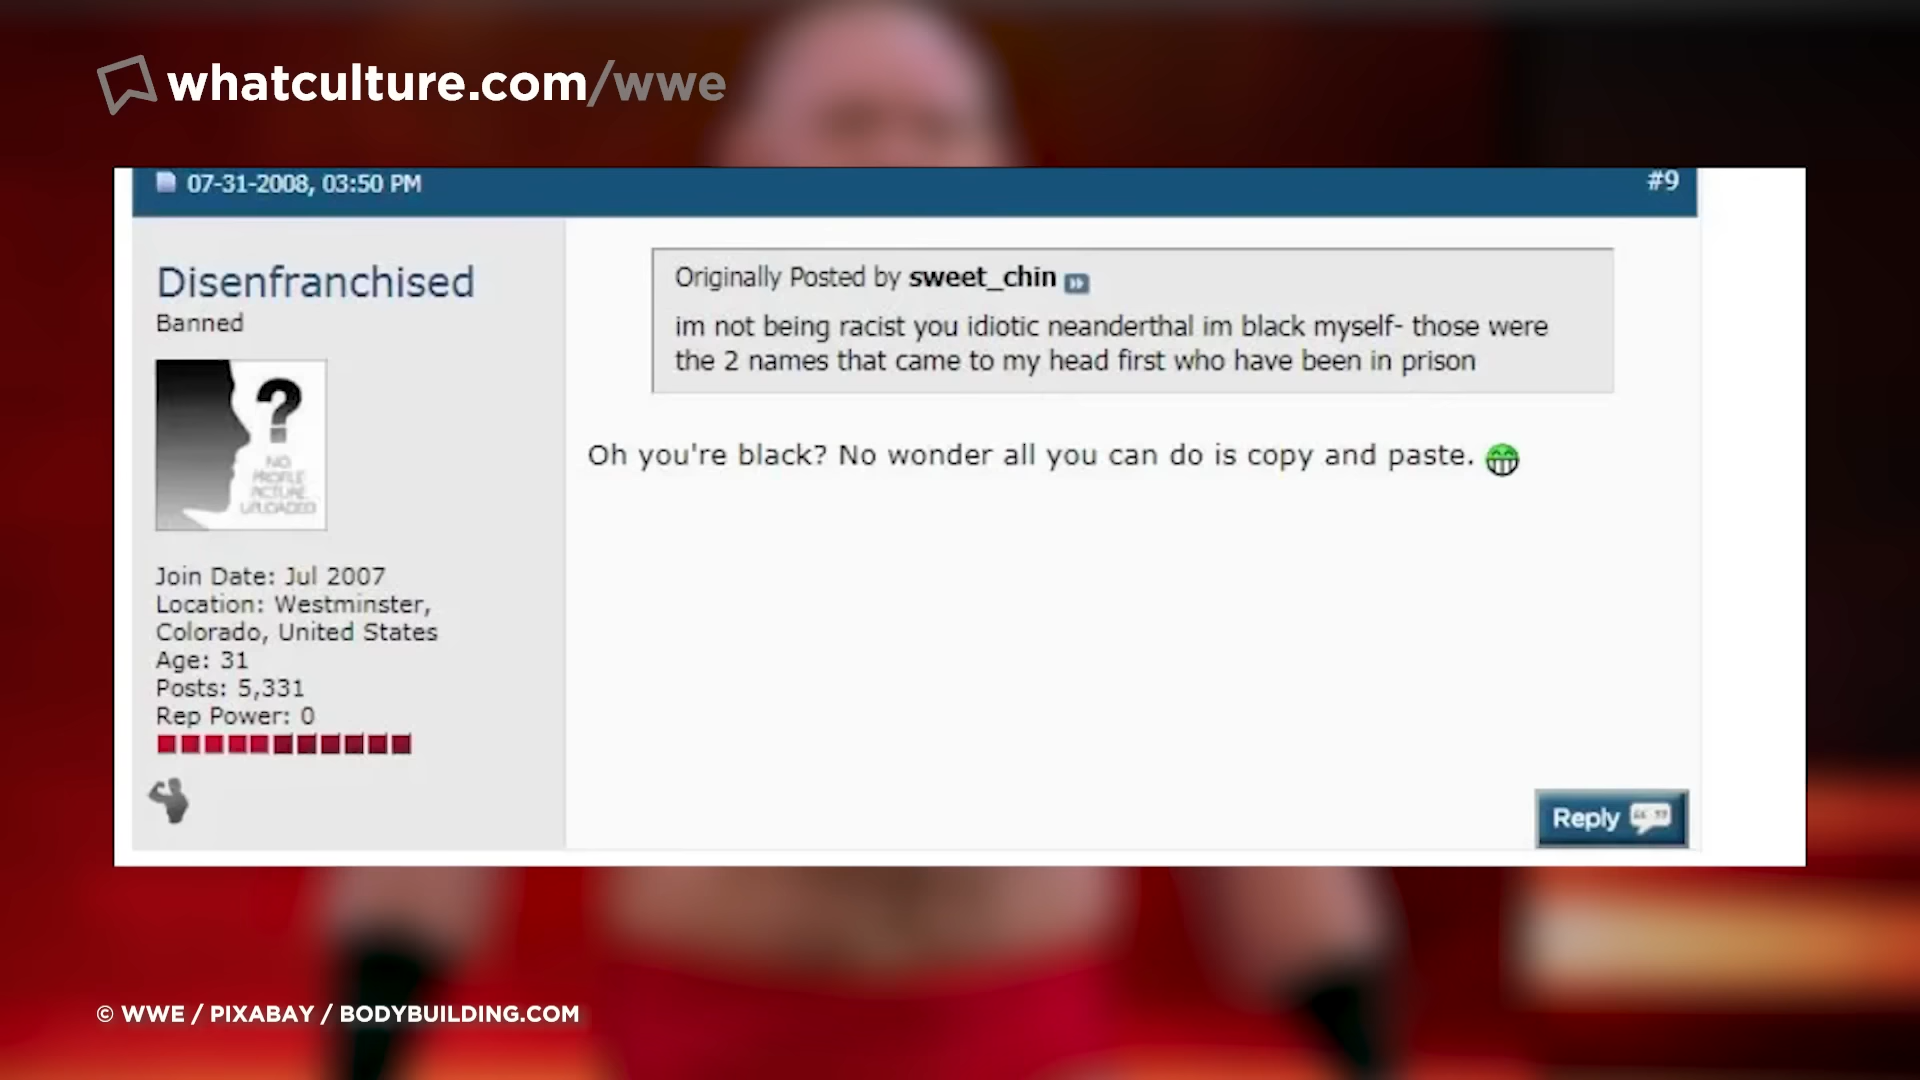 whatculture.com/wwe
07-31-2008, 03:50 PM
#9
Disenfranchised
Banned
NO
PROFILE
PICTURE
UPLOADED
Join Date: Jul 2007
Location: Westminster,
Colorado, United States
Age: 31
Posts: 5,331
Rep Power: 0
Originally Posted by sweet_chin
im not being racist you idiotic neanderthal im black myself- those were
the 2 names that came to my head first who have been in prison
Oh you're black? No wonder all you can do is copy and paste.
Reply
© WWE / PIXABAY / BODYBUILDING.COM